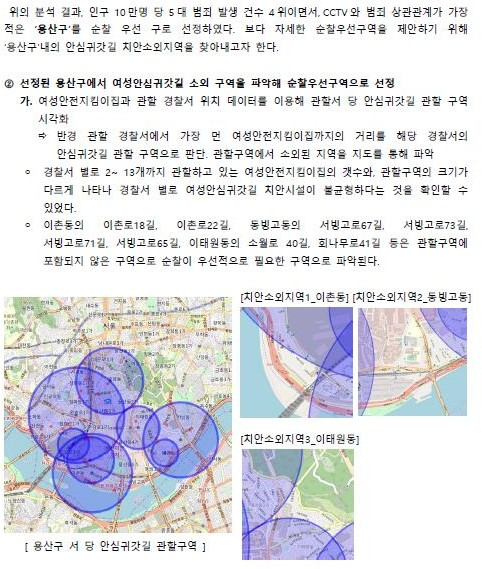 위의 분석 결과, 인구 10만명 당 5대 범죄 발생 건수 4위이면서, CCTV와 범죄 상관관계가 가장
적은 '용산구'를 순찰 우선 구로 선정하였다. 보다 자세한 순찰우선구역을 제안하기 위해
'용산구'내의 안심귀갓길 치안소외지역을 찾아내고자 한다.
② 선정된 용산구에서 여성안심귀갓길 소외 구역을 파악해 순찰우선구역으로 선정
가. 여성안전지킴이집과 관할 경찰서 위치 데이터를 이용해 관할서 당 안심귀갓길 관할 구역
시각화
⇨ 반경 관할 경찰서에서 가장 먼 여성안전지킴이집까지의 거리를 해당 경찰서의
안심귀갓길 관할 구역으로 판단. 관할구역에서 소외된 지역을 지도를 통해 파악
○ 경찰서 별로 2~ 13개까지 관할하고 있는 여성안전지킴이집의 갯수와, 관할구역의 크기가
다르게 나타나 경찰서 별로 여성안심귀갓길 치안시설이 불균형하다는 것을 확인할 수
있었다.
○ 이촌동의 이촌로18길, 이촌로22길, 동빙고동의 서빙고로67길, 서빙고로73길,
서빙고로71길, 서빙고로65길, 이태원동의 소월로 40길, 회나무로41길 등은 관할구역에
포함되지 않은 구역으로 순찰이 우선적으로 필요한 구역으로 파악된다.
[치안소외지역1_이촌동] [치안소외지역2_동빙고동]
[치안소외지역3_이태원동]
[ 용산구 서 당 안심귀갓길 관할구역 ]